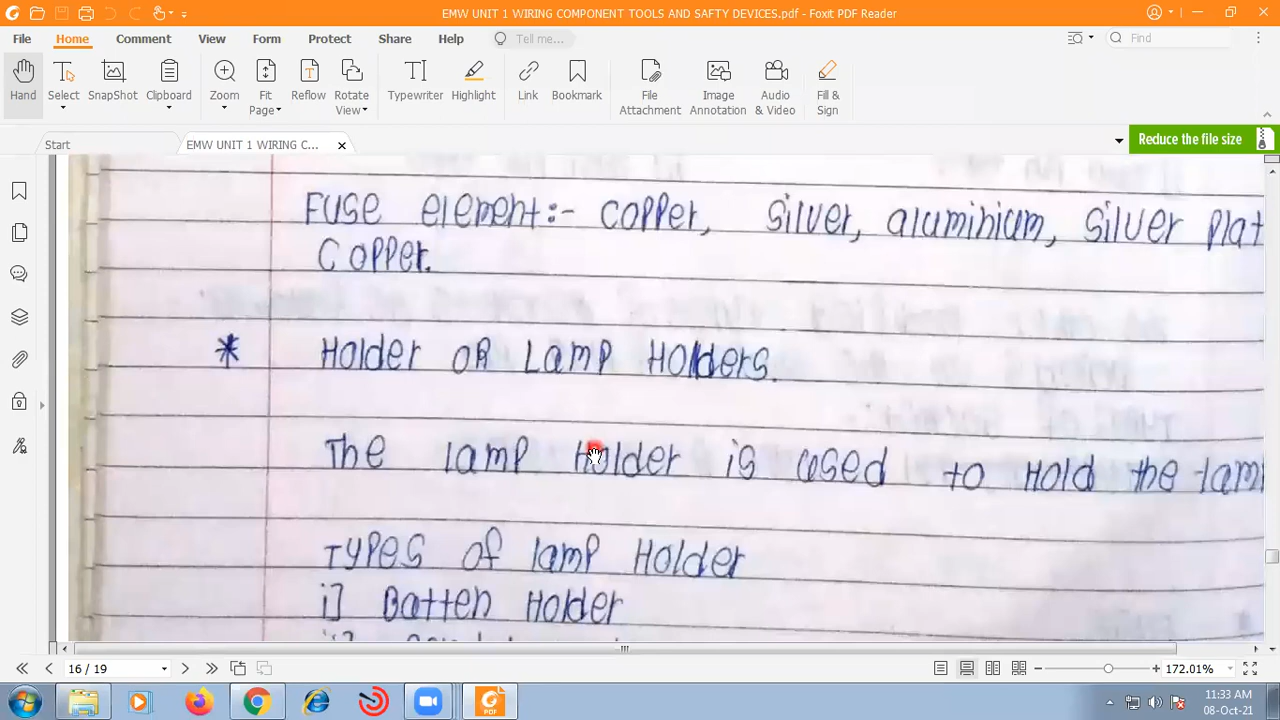 EMW UNIT 1 WIRING COMPONENT TOOLS AND SAFTY DEVICES.pdf - Foxit PDF Reader
File Home Comment View Form Protect Share Help Tell me... Find
Hand Select SnapShot Clipboard Zoom Fit Page Reflow Rotate View Typewriter Highlight Link Bookmark File Attachment Image Annotation Audio & Video Fill & Sign
Start EMW UNIT 1 WIRING C... Reduce the file size
Fuse element:- copper, silver, aluminium, silver plat
Copper.
* Holder OR Lamp Holders.
The lamp Holder is used to Hold the lam
Types of lamp Holder
i] Batten Holder
16 / 19 172.01%
PDF
11:33 AM
08-Oct-21